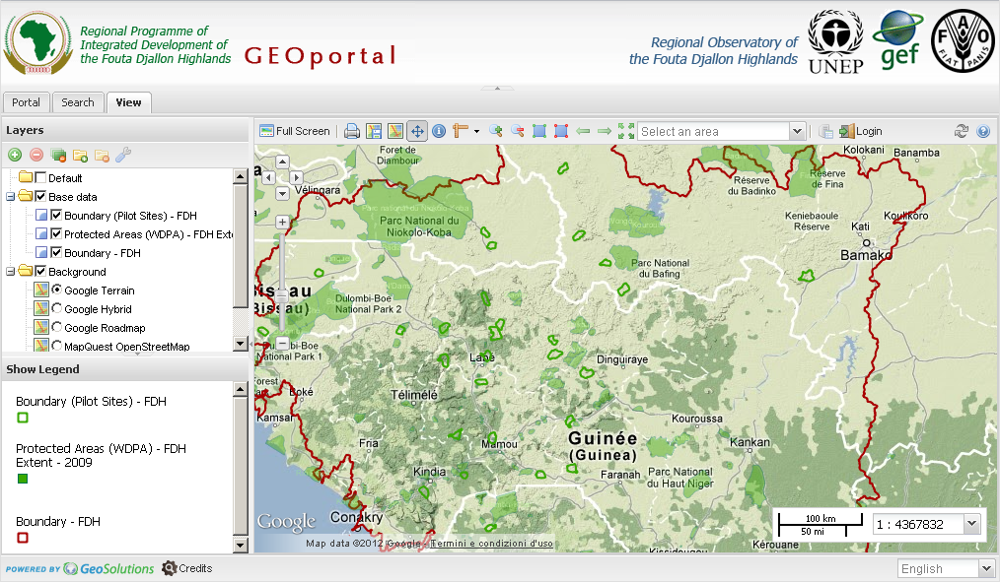 Regional Programme of
Integrated Development of
the Fouta Djallon Highlands
GEOportal
Regional Observatory of
the Fouta Djallon Highlands
UNEP
gef
F A O
FIAT PANIS
Portal
Search
View
Layers
Full Screen
Select an area
Login
Default
Base data
Boundary (Pilot Sites) - FDH
Protected Areas (WDPA) - FDH Exte
Boundary - FDH
Background
Google Terrain
Google Hybrid
Google Roadmap
MapQuest OpenStreetMap
Show Legend
Boundary (Pilot Sites) - FDH
Protected Areas (WDPA) - FDH
Extent - 2009
Boundary - FDH
Foret de
Diambour
Vélingara
Parc National du
Niokolo-Koba
Réserve
du Badinko
Réserve
de Fina
Kolokani
Banamba
Keniebaoule
Réserve
Kati
Koulikoro
Bamako
Parc National
du Bafing
Bissau
Bissau)
Dulombi-Boe
National Park 2
Dulombi-Boe
National Park 1
Forest
Park
Boké
Kamsar
Labe
Dinguiraye
Télimélé
Kouroussa
Guinée
(Guinea)
Mamou
Fria
Kankan
Kindia
Faranah
Parc National
du Haut Niger
Conakry
Kissidougou
Kérouane
Google
Map data ©2012 Google - Termini e condizioni d'uso
100 km
50 mi
1 : 4367832
POWERED BY GeoSolutions
Credits
English